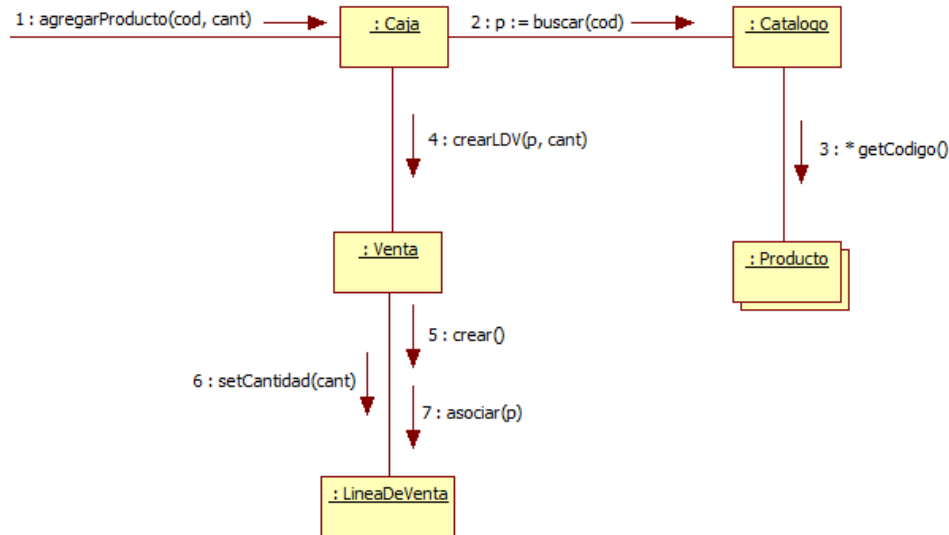 1 : agregarProducto(cod, cant)
: Caja
2 : p := buscar(cod)
: Catalogo
4 : crearLDV(p, cant)
3 : * getCodigo()
: Venta
: Producto
5 : crear()
6 : setCantidad(cant)
7 : asociar(p)
: LineaDeVenta